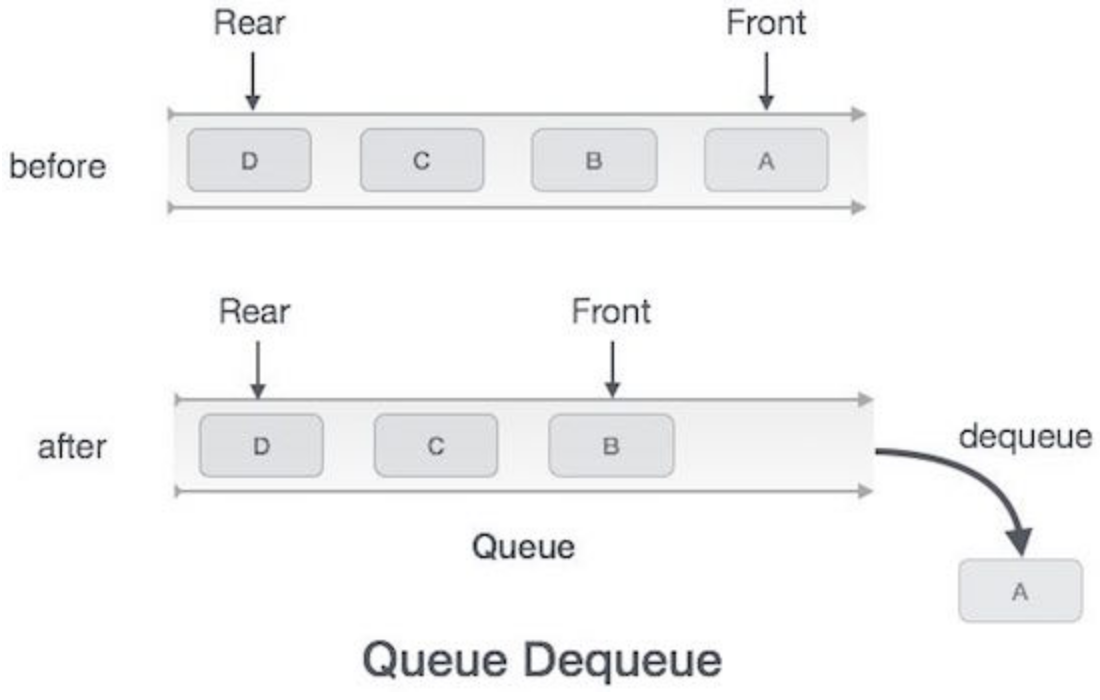 Rear Front
before D C B A
Rear Front
after D C B
dequeue
Queue
A
Queue Dequeue